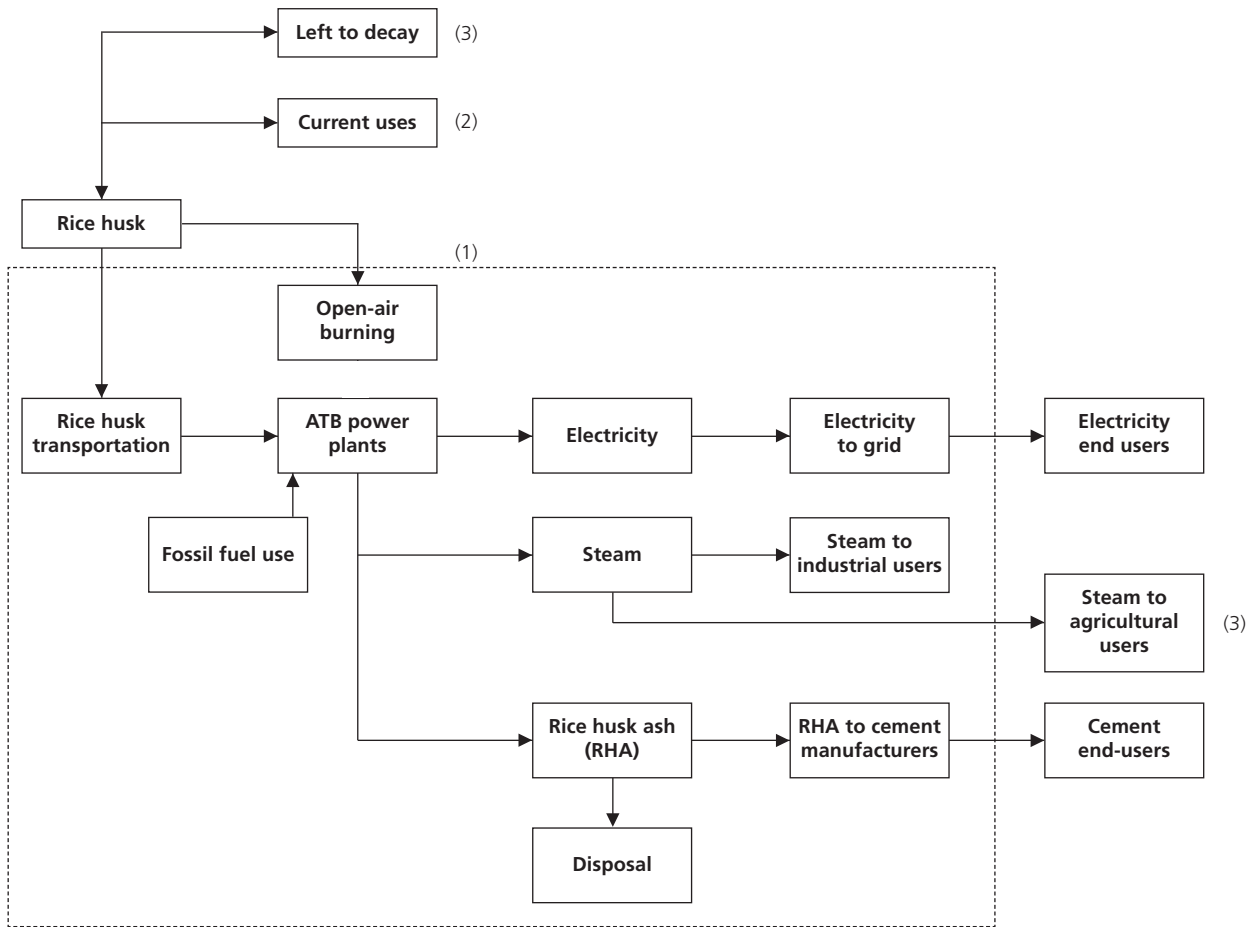 Left to decay
(3)
Current uses
(2)
Rice husk
(1)
Open-air
burning
Rice husk
transportation
ATB power
plants
Electricity
Electricity
to grid
Electricity
end users
Fossil fuel use
Steam
Steam to
industrial users
Steam to
agricultural
users
(3)
Rice husk ash
(RHA)
RHA to cement
manufacturers
Cement
end-users
Disposal